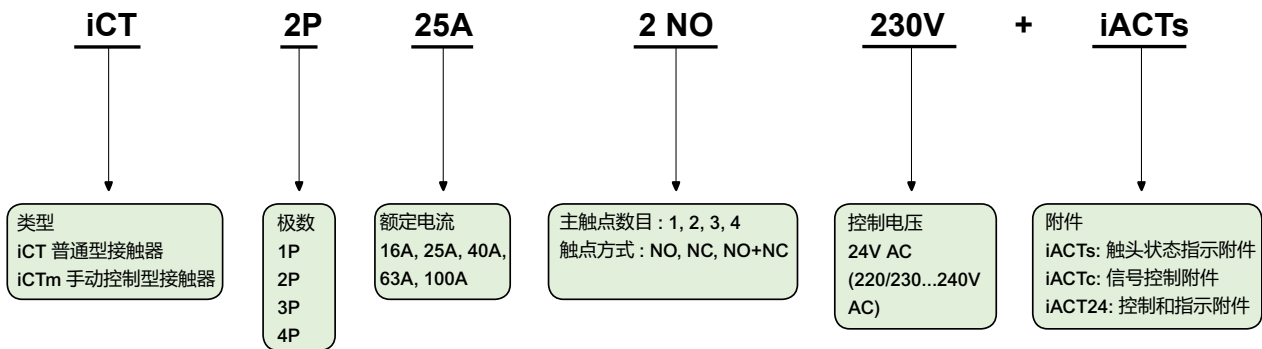 iCT 2P 25A 2 NO 230V + iACTs
类型
iCT 普通型接触器
iCTm 手动控制型接触器
极数
1P
2P
3P
4P
额定电流
16A, 25A, 40A,
63A, 100A
主触点数目 : 1, 2, 3, 4
触点方式 : NO, NC, NO+NC
控制电压
24V AC
(220/230...240V
AC)
附件
iACTs: 触头状态指示附件
iACTc: 信号控制附件
iACT24: 控制和指示附件